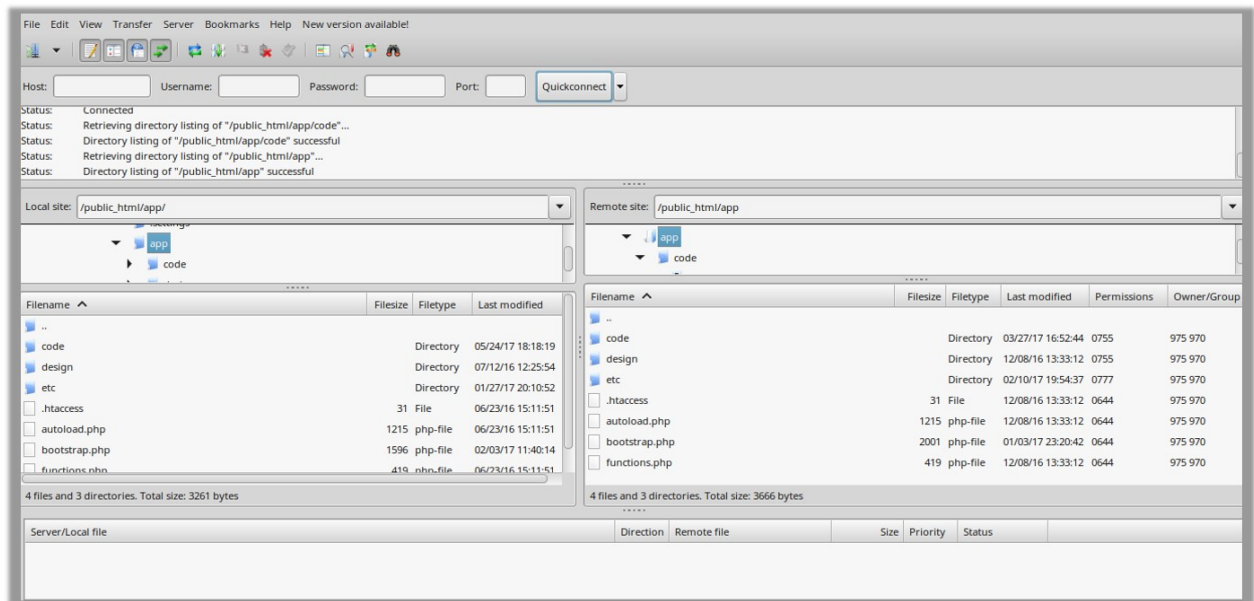 File Edit View Transfer Server Bookmarks Help New version available!
Host: Username: Password: Port: Quickconnect
Status: Connected
Status: Retrieving directory listing of "/public_html/app/code"...
Status: Directory listing of "/public_html/app/code" successful
Status: Retrieving directory listing of "/public_html/app"...
Status: Directory listing of "/public_html/app" successful
Local site: /public_html/app/
.settings
app
code
Filename Filesize Filetype Last modified
..
code Directory 05/24/17 18:18:19
design Directory 07/12/16 12:25:54
etc Directory 01/27/17 20:10:52
.htaccess 31 File 06/23/16 15:11:51
autoload.php 1215 php-file 06/23/16 15:11:51
bootstrap.php 1596 php-file 02/03/17 11:40:14
functions.php 419 php-file 06/23/16 15:11:51
4 files and 3 directories. Total size: 3261 bytes
Remote site: /public_html/app
app
code
Filename Filesize Filetype Last modified Permissions Owner/Group
..
code Directory 03/27/17 16:52:44 0755 975 970
design Directory 12/08/16 13:33:12 0755 975 970
etc Directory 02/10/17 19:54:37 0777 975 970
.htaccess 31 File 12/08/16 13:33:12 0644 975 970
autoload.php 1215 php-file 12/08/16 13:33:12 0644 975 970
bootstrap.php 2001 php-file 01/03/17 23:20:42 0644 975 970
functions.php 419 php-file 12/08/16 13:33:12 0644 975 970
4 files and 3 directories. Total size: 3666 bytes
Server/Local file Direction Remote file Size Priority Status